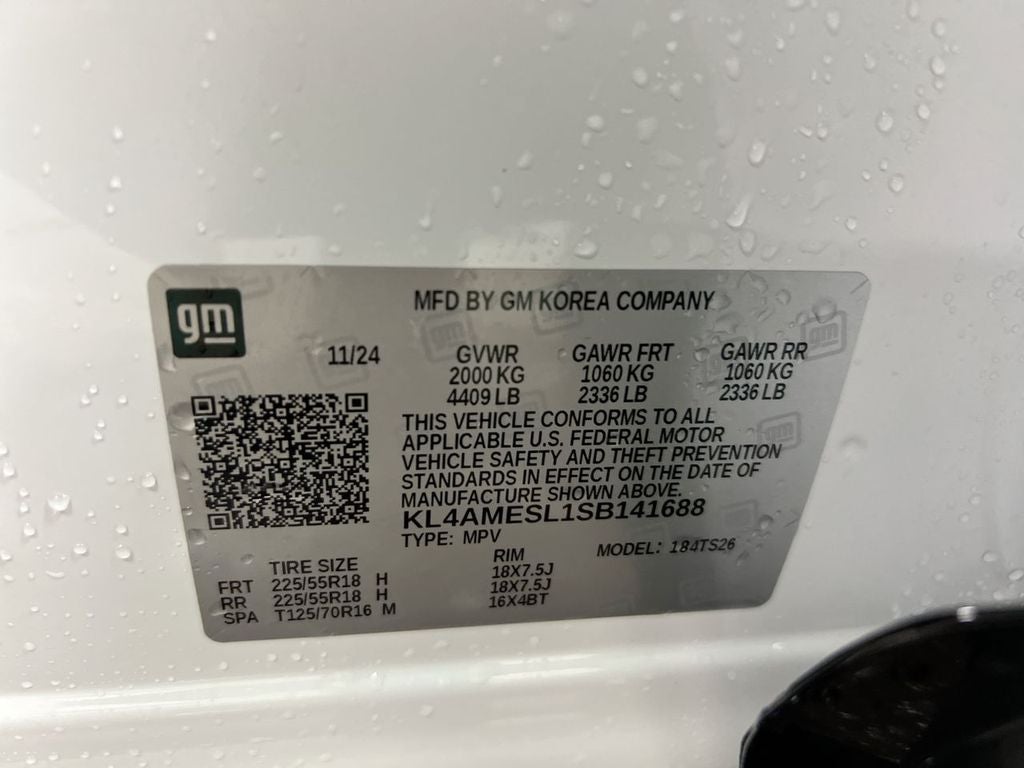 gm
MFD BY GM KOREA COMPANY
11/24 GVWR GAWR FRT GAWR RR
2000 KG 1060 KG 1060 KG
4409 LB 2336 LB 2336 LB
THIS VEHICLE CONFORMS TO ALL
APPLICABLE U.S. FEDERAL MOTOR
VEHICLE SAFETY AND THEFT PREVENTION
STANDARDS IN EFFECT ON THE DATE OF
MANUFACTURE SHOWN ABOVE.
KL4AMESL1SB141688
TYPE: MPV MODEL: 184TS26
TIRE SIZE RIM
FRT 225/55R18 H 18X7.5J
RR 225/55R18 H 18X7.5J
SPA T125/70R16 M 16X4BT